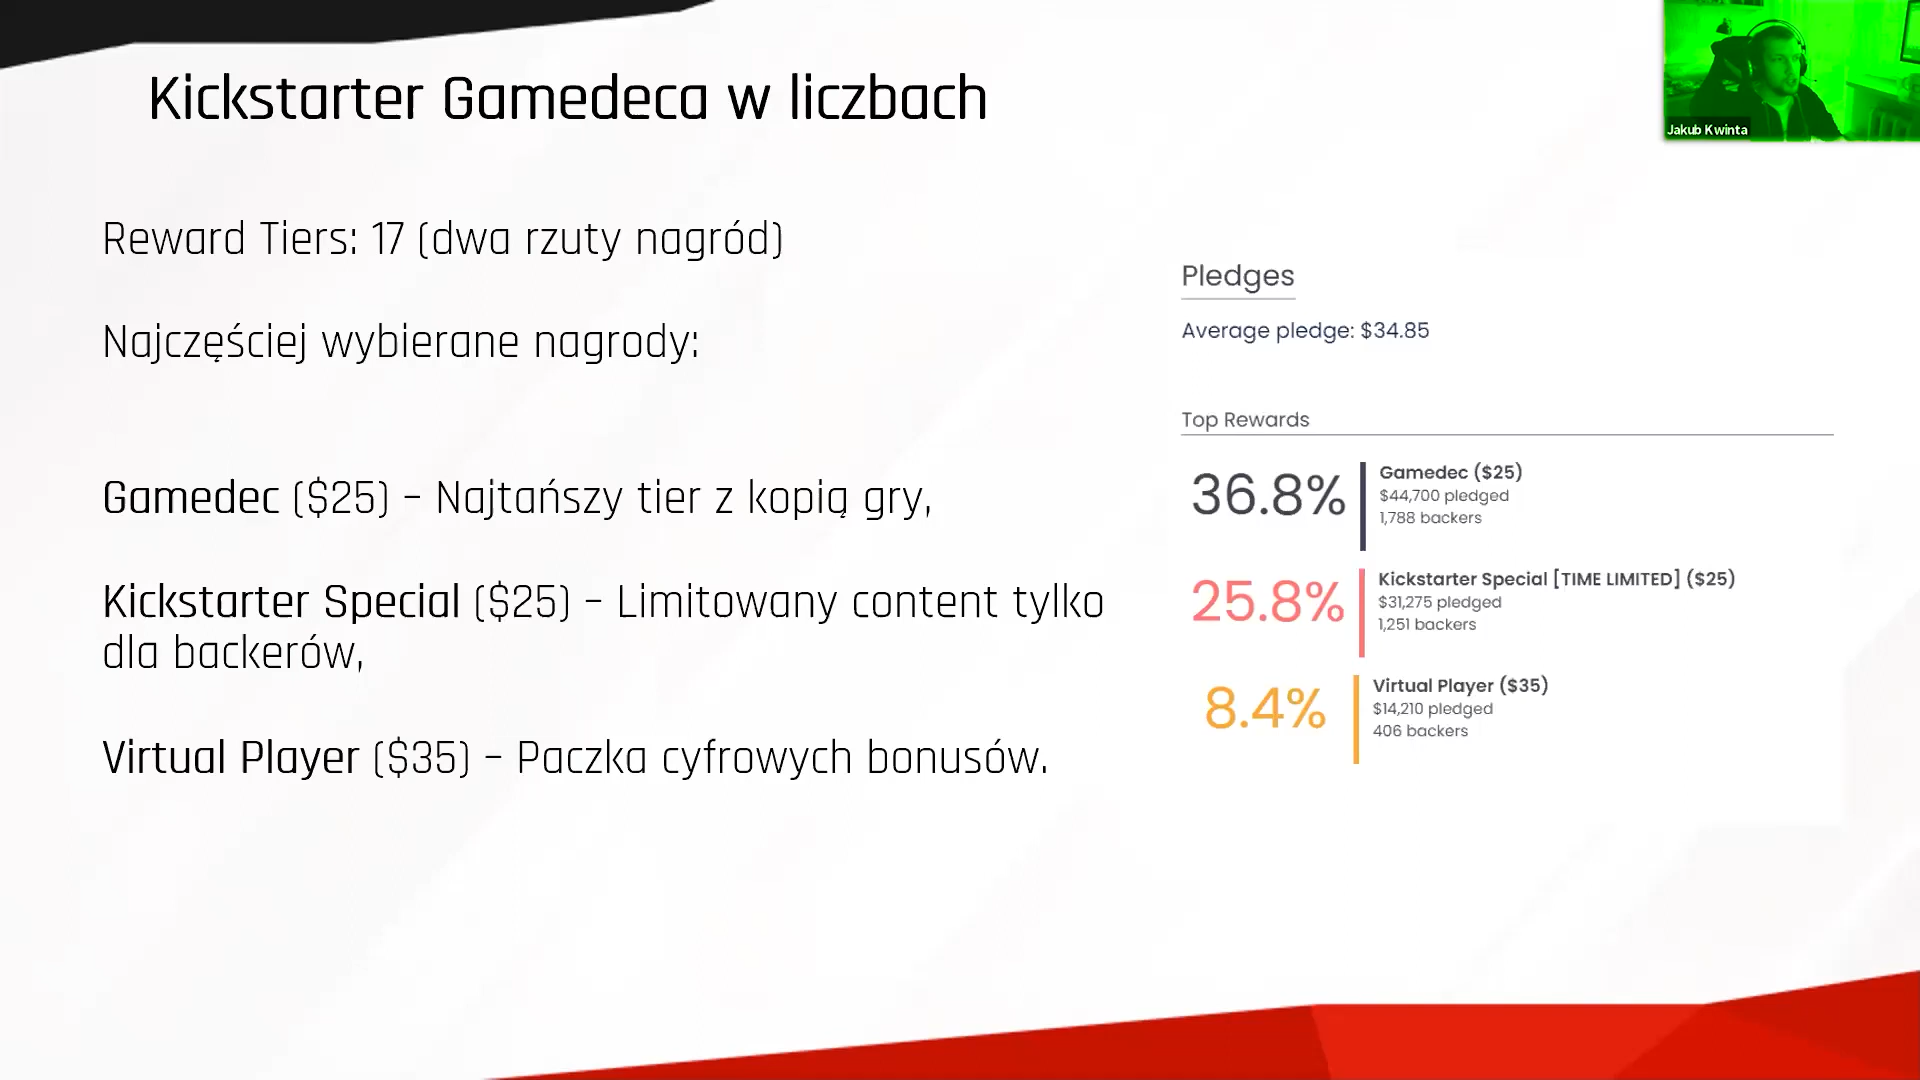 Kickstarter Gamedeca w liczbach
Jakub Kwinta
Reward Tiers: 17 (dwa rzuty nagród)
Najczęściej wybierane nagrody:
Gamedec ($25) – Najtańszy tier z kopią gry,
Kickstarter Special ($25) – Limitowany content tylko
dla backerów,
Virtual Player ($35) – Paczka cyfrowych bonusów.
Pledges
Average pledge: $34.85
Top Rewards
36.8%
Gamedec ($25)
$44,700 pledged
1,788 backers
25.8%
Kickstarter Special [TIME LIMITED] ($25)
$31,275 pledged
1,251 backers
8.4%
Virtual Player ($35)
$14,210 pledged
406 backers